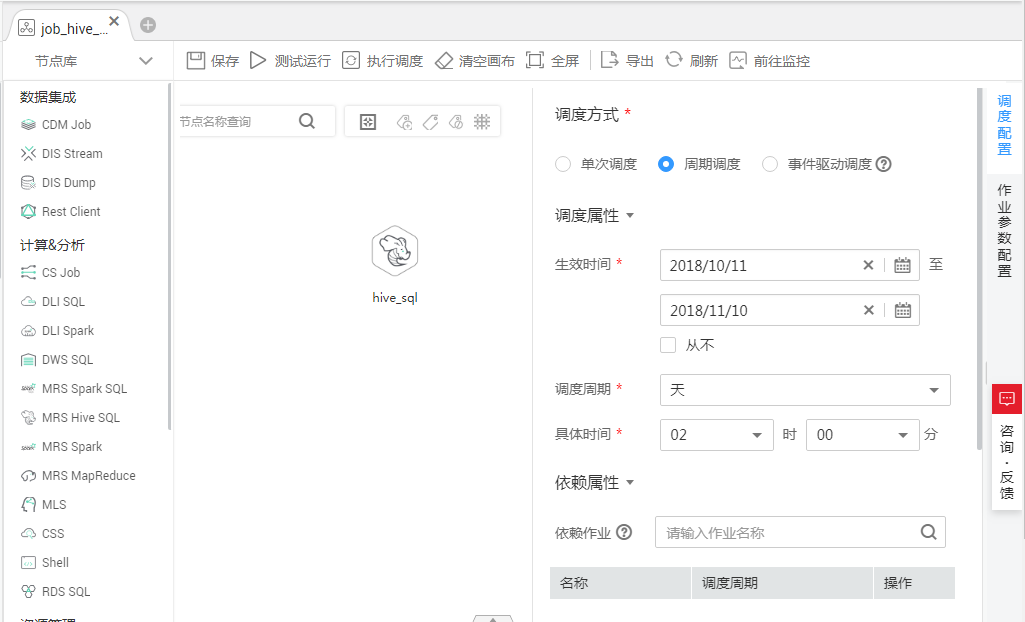 job_hive_...
节点库
保存 测试运行 执行调度 清空画布 全屏 导出 刷新 前往监控
数据集成
CDM Job
DIS Stream
DIS Dump
Rest Client
计算&分析
CS Job
DLI SQL
DLI Spark
DWS SQL
MRS Spark SQL
MRS Hive SQL
MRS Spark
MRS MapReduce
MLS
CSS
Shell
RDS SQL
节点名称查询
hive_sql
调度方式 *
单次调度 周期调度 事件驱动调度
调度属性
生效时间 * 2018/10/11 至
2018/11/10
从不
调度周期 * 天
具体时间 * 02 时 00 分
依赖属性
依赖作业 请输入作业名称
名称 调度周期 操作
调度配置
作业参数配置
咨询·反馈